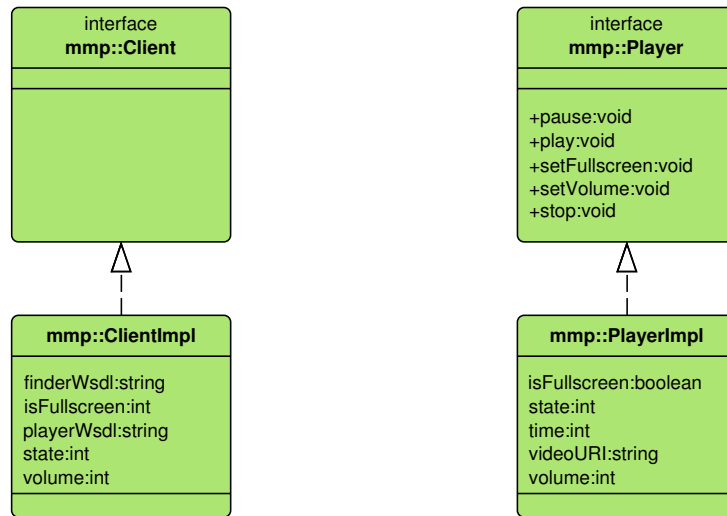 interface
mmp::Client
interface
mmp::Player
+pause:void
+play:void
+setFullscreen:void
+setVolume:void
+stop:void
mmp::ClientImpl
finderWsdl:string
isFullscreen:int
playerWsdl:string
state:int
volume:int
mmp::PlayerImpl
isFullscreen:boolean
state:int
time:int
videoURI:string
volume:int